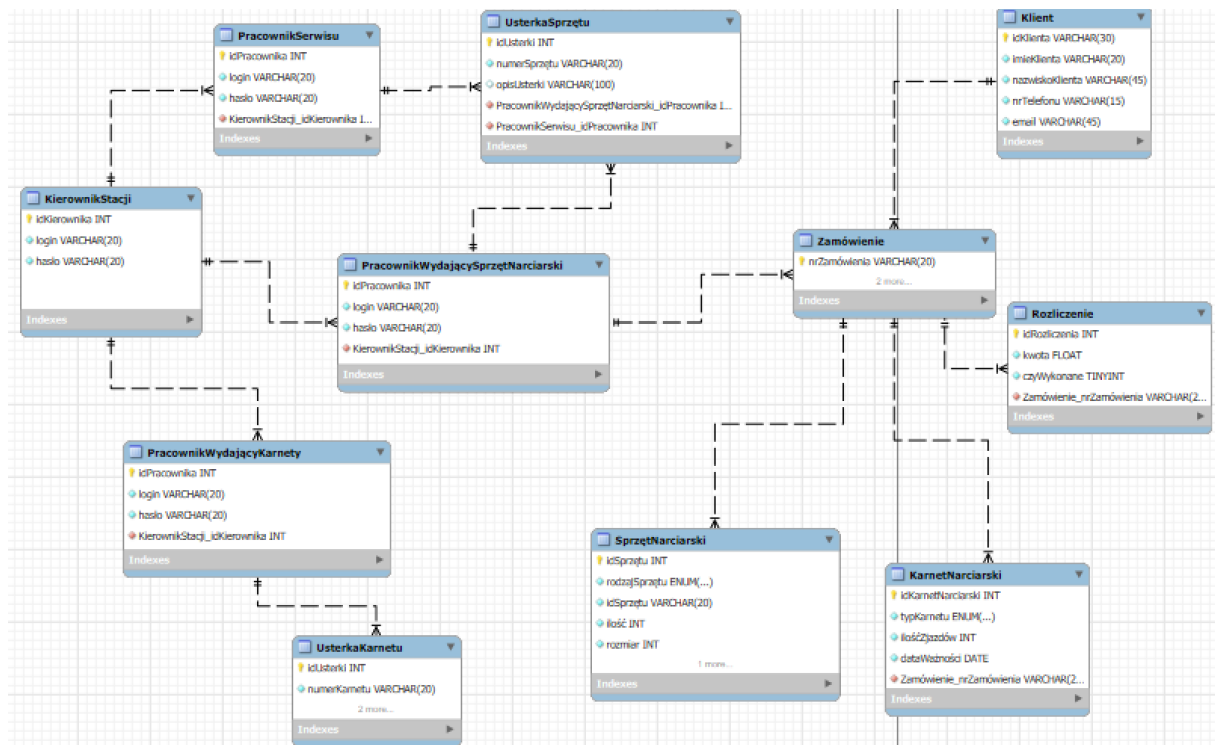 PracownikSerwisu
idPracownika INT
login VARCHAR(20)
hasło VARCHAR(20)
KierownikStacji_idKierownika I...
Indexes
UsterkaSprzętu
idUsterki INT
numerSprzętu VARCHAR(20)
opisUsterki VARCHAR(100)
PracownikWydającySprzętNarciarski_idPracownika I...
PracownikSerwisu_idPracownika INT
Indexes
Klient
idKlienta VARCHAR(30)
imieKlienta VARCHAR(20)
nazwiskoKlienta VARCHAR(45)
nrTelefonu VARCHAR(15)
email VARCHAR(45)
Indexes
KierownikStacji
idKierownika INT
login VARCHAR(20)
hasło VARCHAR(20)
Indexes
PracownikWydającySprzętNarciarski
idPracownika INT
login VARCHAR(20)
hasło VARCHAR(20)
KierownikStacji_idKierownika INT
Indexes
Zamówienie
nrZamówienia VARCHAR(20)
2 more...
Indexes
Rozliczenie
idRozliczenia INT
kwota FLOAT
czyWykonane TINYINT
Zamówienie_nrZamówienia VARCHAR(2...
Indexes
PracownikWydającyKarnety
idPracownika INT
login VARCHAR(20)
hasło VARCHAR(20)
KierownikStacji_idKierownika INT
Indexes
SprzętNarciarski
idSprzętu INT
rodzajSprzętu ENUM(...)
idSprzętu VARCHAR(20)
ilość INT
rozmiar INT
1 more...
Indexes
KarnetNarciarski
idKarnetNarciarski INT
typKarnetu ENUM(...)
ilośćZjazdów INT
dataWażności DATE
Zamówienie_nrZamówienia VARCHAR(2...
Indexes
UsterkaKarnetu
idUsterki INT
numerKarnetu VARCHAR(20)
2 more...
Indexes